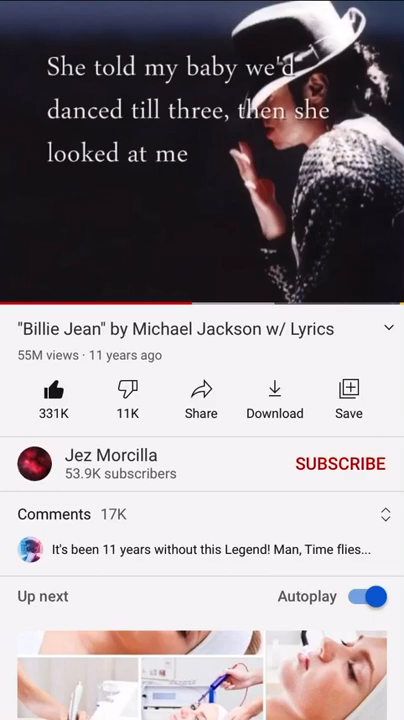 She told my baby we'd
danced till three, then she
looked at me
"Billie Jean" by Michael Jackson w/ Lyrics
55M views · 11 years ago
331K 11K Share Download Save
Jez Morcilla
53.9K subscribers
SUBSCRIBE
Comments 17K
It's been 11 years without this Legend! Man, Time flies...
Up next Autoplay